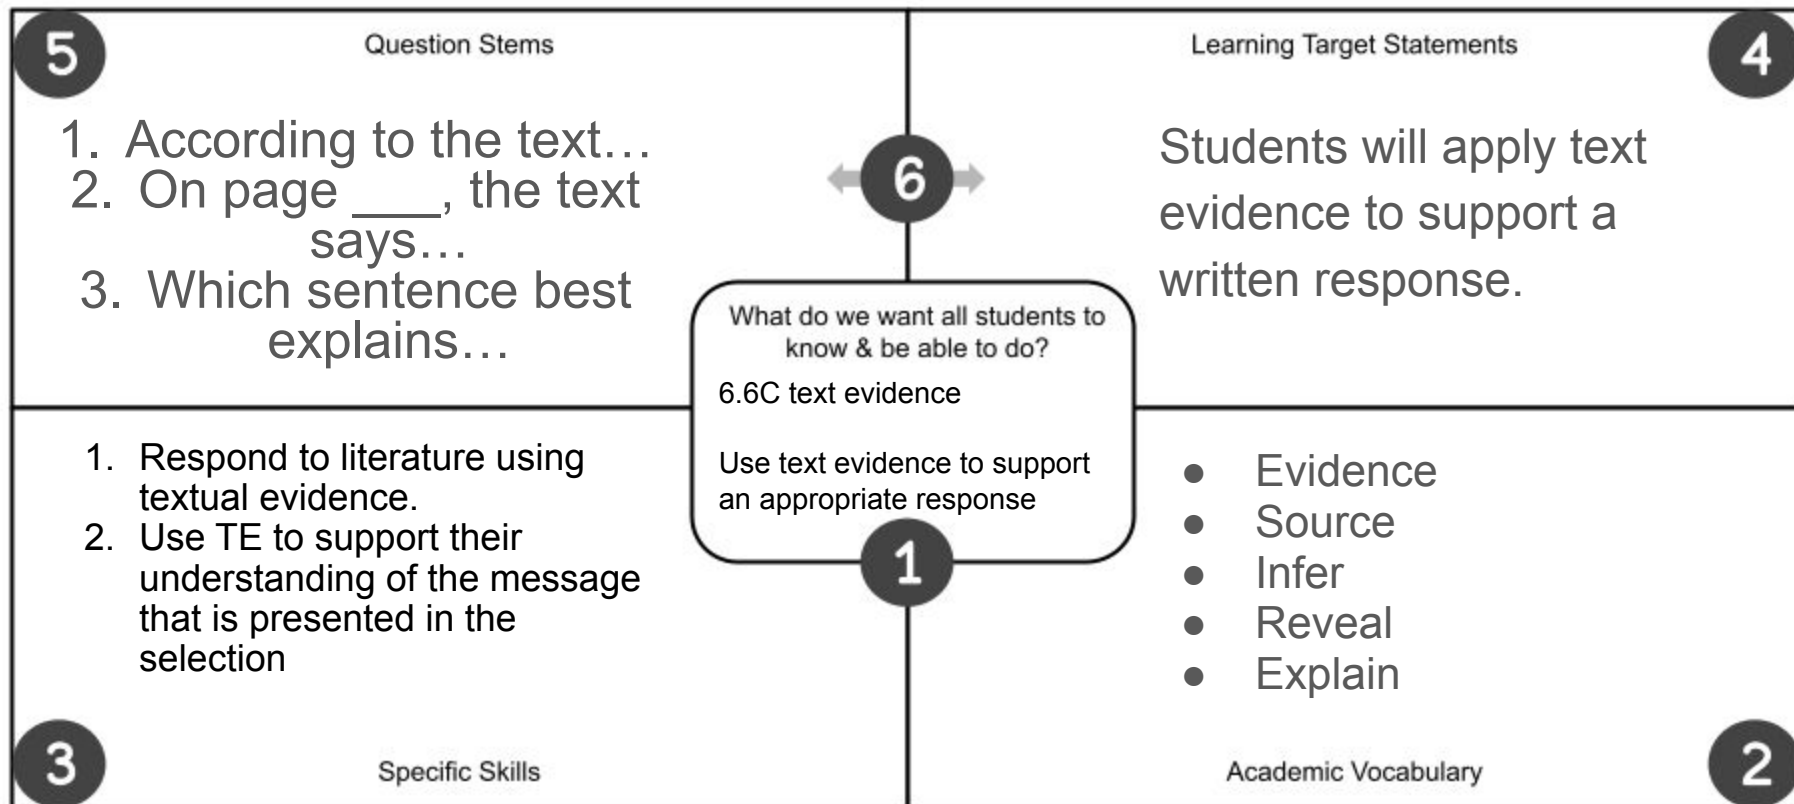 5
Question Stems
1. According to the text…
2. On page ___, the text
says…
3. Which sentence best
explains…
4
Learning Target Statements
Students will apply text
evidence to support a
written response.
6
What do we want all students to
know & be able to do?
6.6C text evidence
Use text evidence to support
an appropriate response
1
1. Respond to literature using
textual evidence.
2. Use TE to support their
understanding of the message
that is presented in the
selection
3
Specific Skills
● Evidence
● Source
● Infer
● Reveal
● Explain
Academic Vocabulary
2